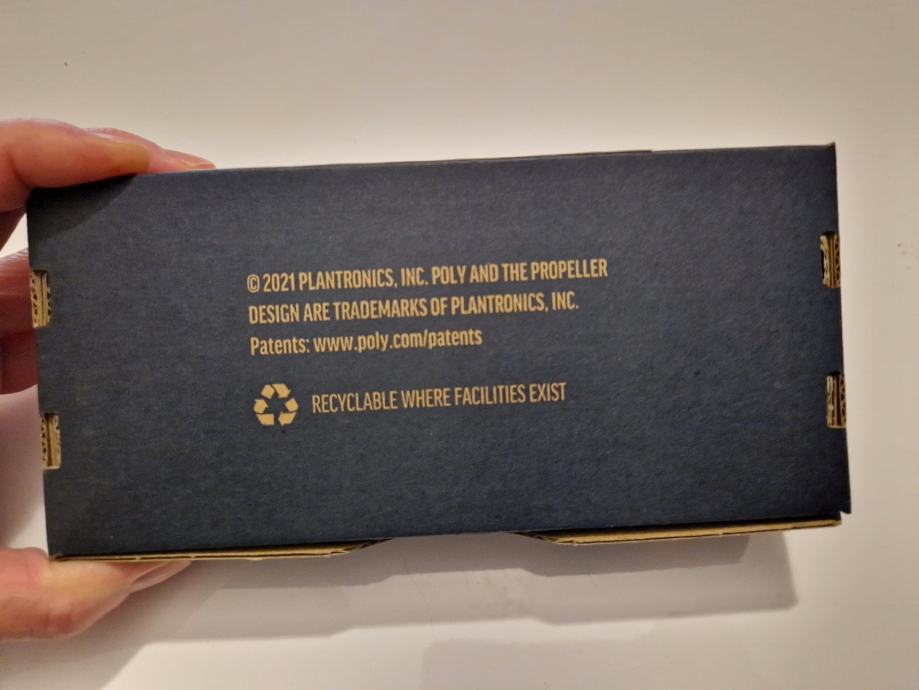 © 2021 PLANTRONICS, INC. POLY AND THE PROPELLER
DESIGN ARE TRADEMARKS OF PLANTRONICS, INC.
Patents: www.poly.com/patents
RECYCLABLE WHERE FACILITIES EXIST